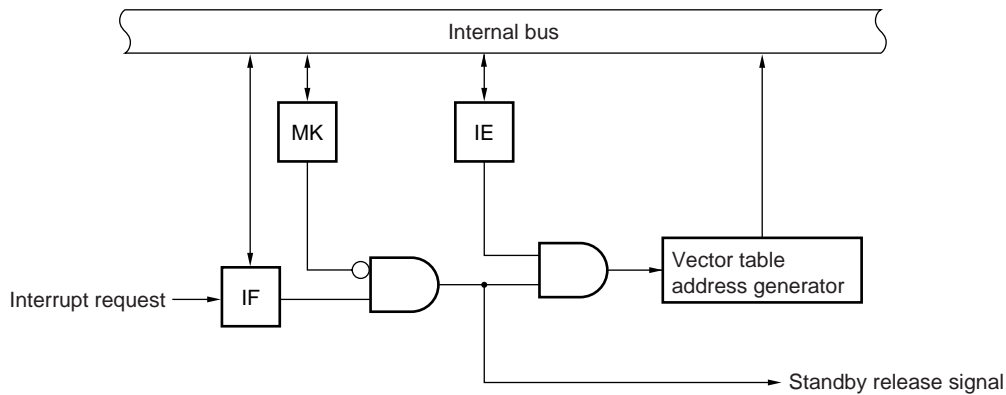 Internal bus
MK
IE
Interrupt request
IF
Vector table
address generator
Standby release signal